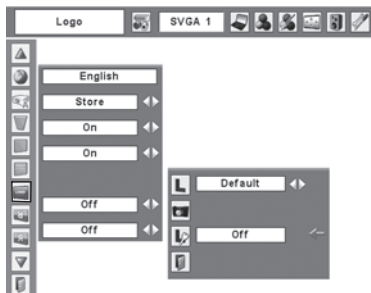 Logo SVGA 1
English
Store
On
On
Default
Off
Off
Off